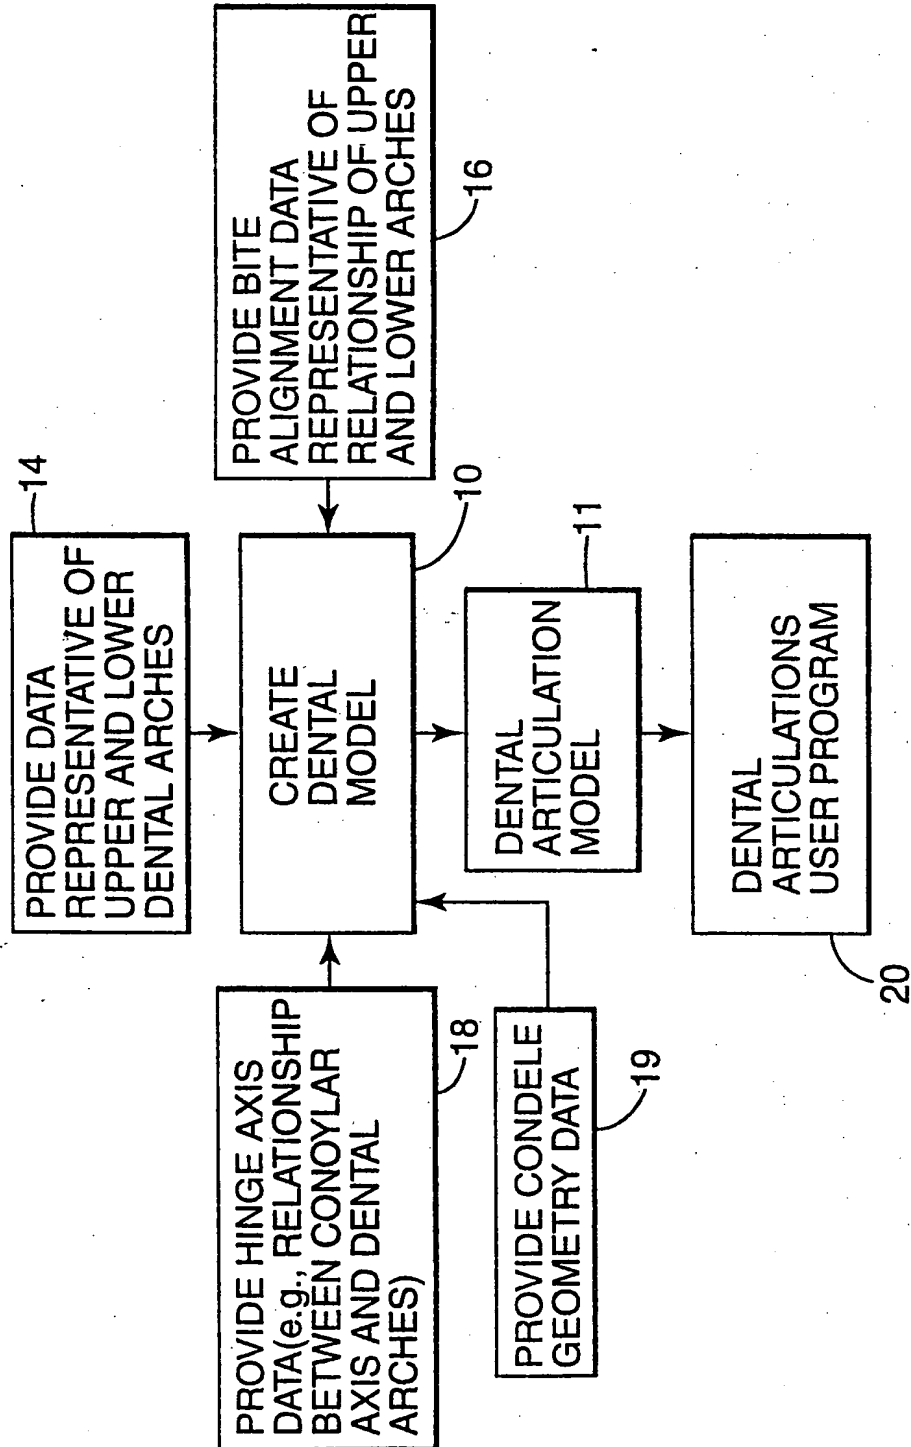 PROVIDE DATA
REPRESENTATIVE OF
UPPER AND LOWER
DENTAL ARCHES
14
PROVIDE HINGE AXIS
DATA(e.g., RELATIONSHIP
BETWEEN CONOYLAR
AXIS AND DENTAL
ARCHES)
18
CREATE
DENTAL
MODEL
10
PROVIDE BITE
ALIGNMENT DATA
REPRESENTATIVE OF
RELATIONSHIP OF UPPER
AND LOWER ARCHES
16
PROVIDE CONDELE
GEOMETRY DATA
19
DENTAL
ARTICULATION
MODEL
11
DENTAL
ARTICULATIONS
USER PROGRAM
20